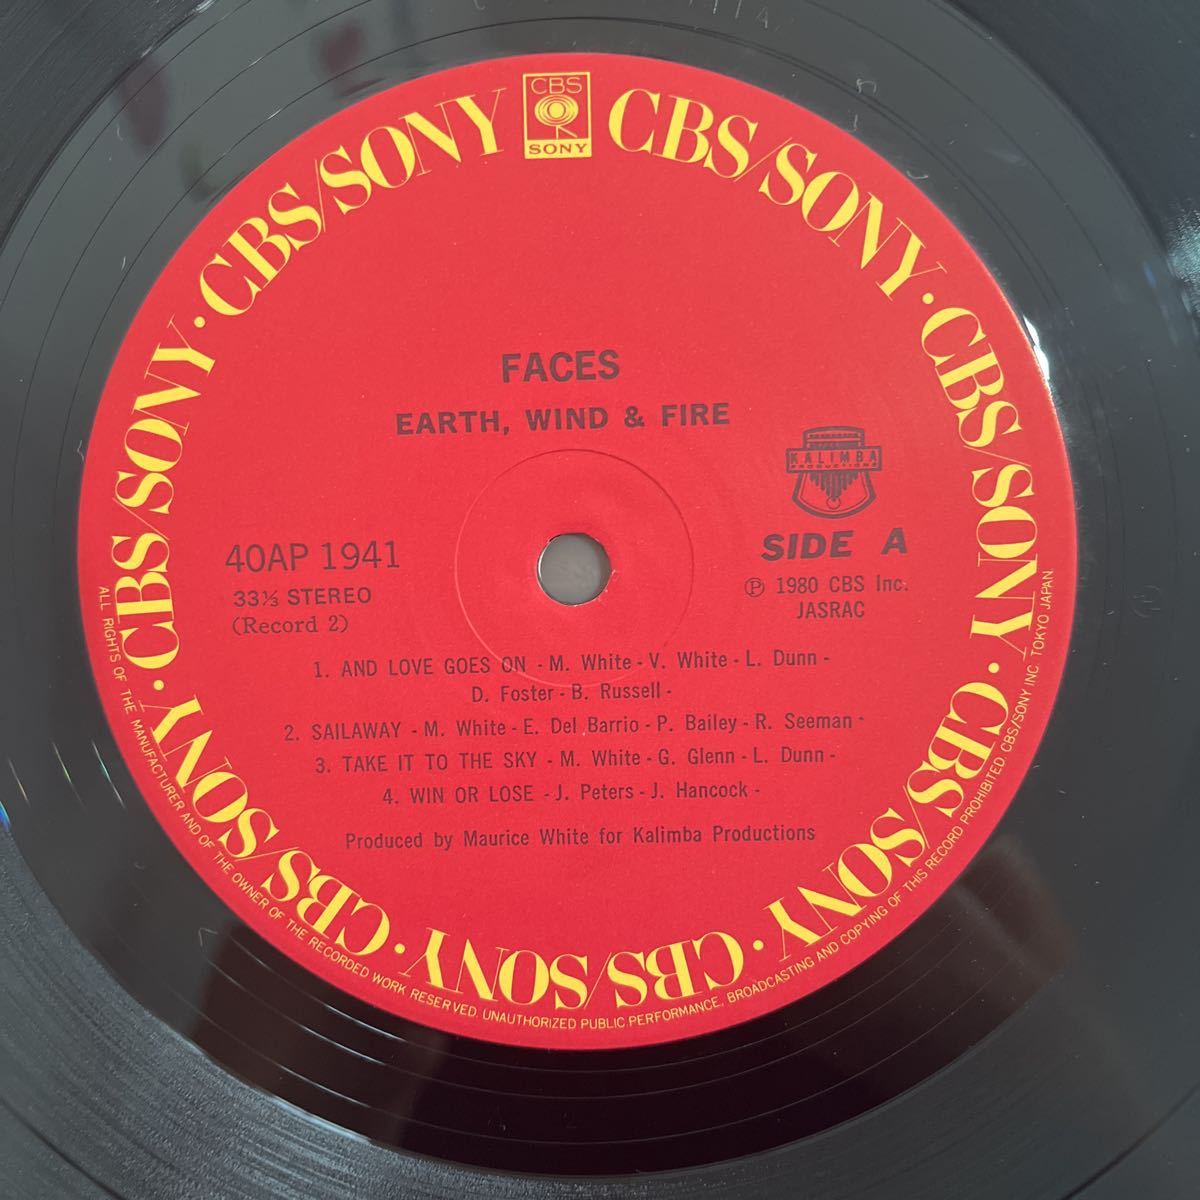 CBS
SONY
CBS/SONY · CBS/SONY · CBS/SONY · CBS/SONY · CBS/SONY · CBS/SONY · CBS/SONY · CBS/SONY
FACES
EARTH, WIND & FIRE
KALIMBA
PRODUCTIONS
40AP 1941
33⅓ STEREO
(Record 2)
SIDE A
Ⓟ 1980 CBS Inc.
JASRAC
1. AND LOVE GOES ON - M. White - V. White - L. Dunn -
D. Foster - B. Russell -
2. SAILAWAY - M. White - E. Del Barrio - P. Bailey - R. Seeman -
3. TAKE IT TO THE SKY - M. White - G. Glenn - L. Dunn -
4. WIN OR LOSE - J. Peters - J. Hancock -
Produced by Maurice White for Kalimba Productions
ALL RIGHTS OF THE MANUFACTURER AND OF THE OWNER OF THE RECORDED WORK RESERVED. UNAUTHORIZED PUBLIC PERFORMANCE, BROADCASTING AND COPYING OF THIS RECORD PROHIBITED. CBS/SONY INC. TOKYO JAPAN.